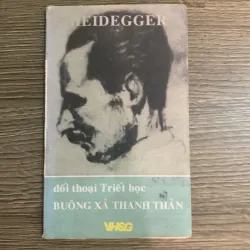 HEIDEGGER
đối thoại Triết học
BUÔNG XẢ THANH THẢN
VHSG